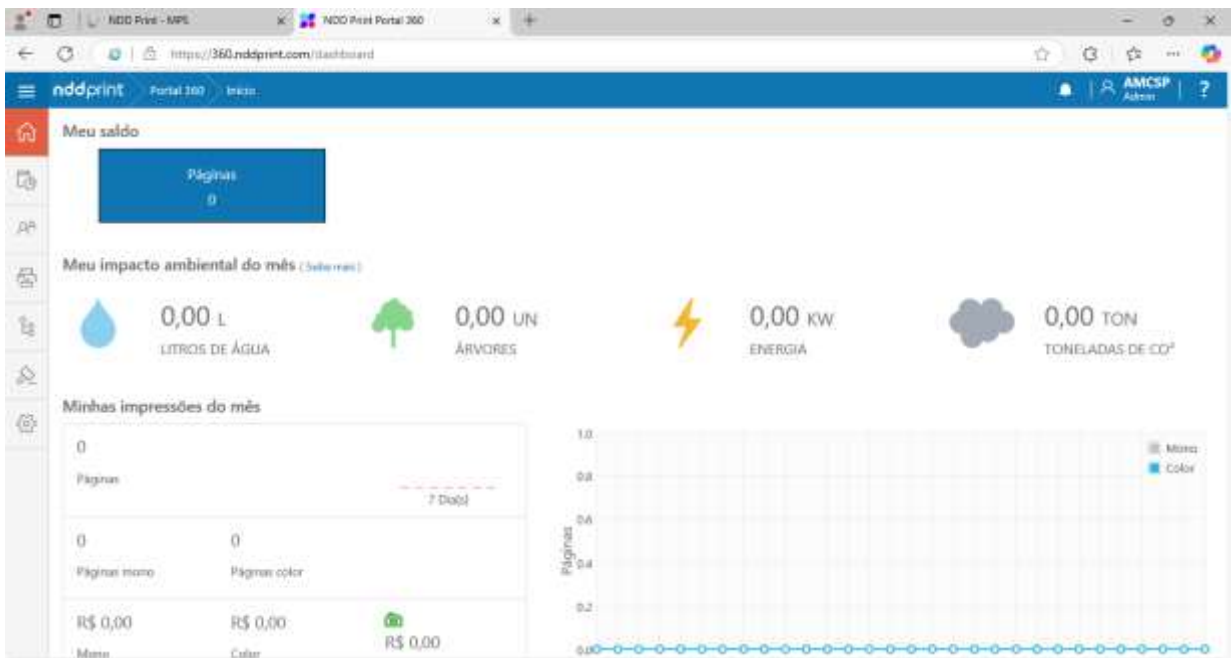 NDD Print - MPS
NDD Print Portal 360
https://360.nddprint.com/dashboard
nddprint Portal 360 Início
AMCSP
Admin
?
Meu saldo
Páginas
0
Meu impacto ambiental do mês ( Saiba mais )
0,00 L
LITROS DE ÁGUA
0,00 UN
ÁRVORES
0,00 KW
ENERGIA
0,00 TON
TONELADAS DE CO²
Minhas impressões do mês
0
Páginas
7 Dia(s)
0
Páginas mono
0
Páginas color
R$ 0,00
Mono
R$ 0,00
Color
R$ 0,00
1.0
0.8
0.6
0.4
0.2
0.0
Páginas
Mono
Color